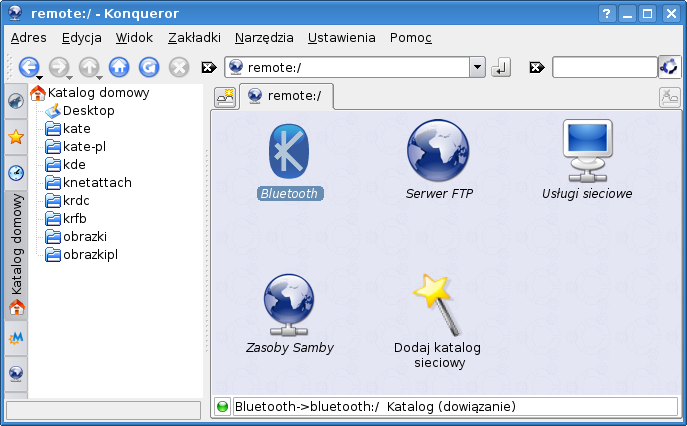 remote:/ - Konqueror
Adres Edycja Widok Zakładki Narzędzia Ustawienia Pomoc
remote:/
Katalog domowy
Desktop
kate
kate-pl
kde
knetattach
krdc
krfb
obrazki
obrazkipl
Katalog domowy
remote:/
Bluetooth
Serwer FTP
Usługi sieciowe
Zasoby Samby
Dodaj katalog
sieciowy
Bluetooth->bluetooth:/ Katalog (dowiązanie)